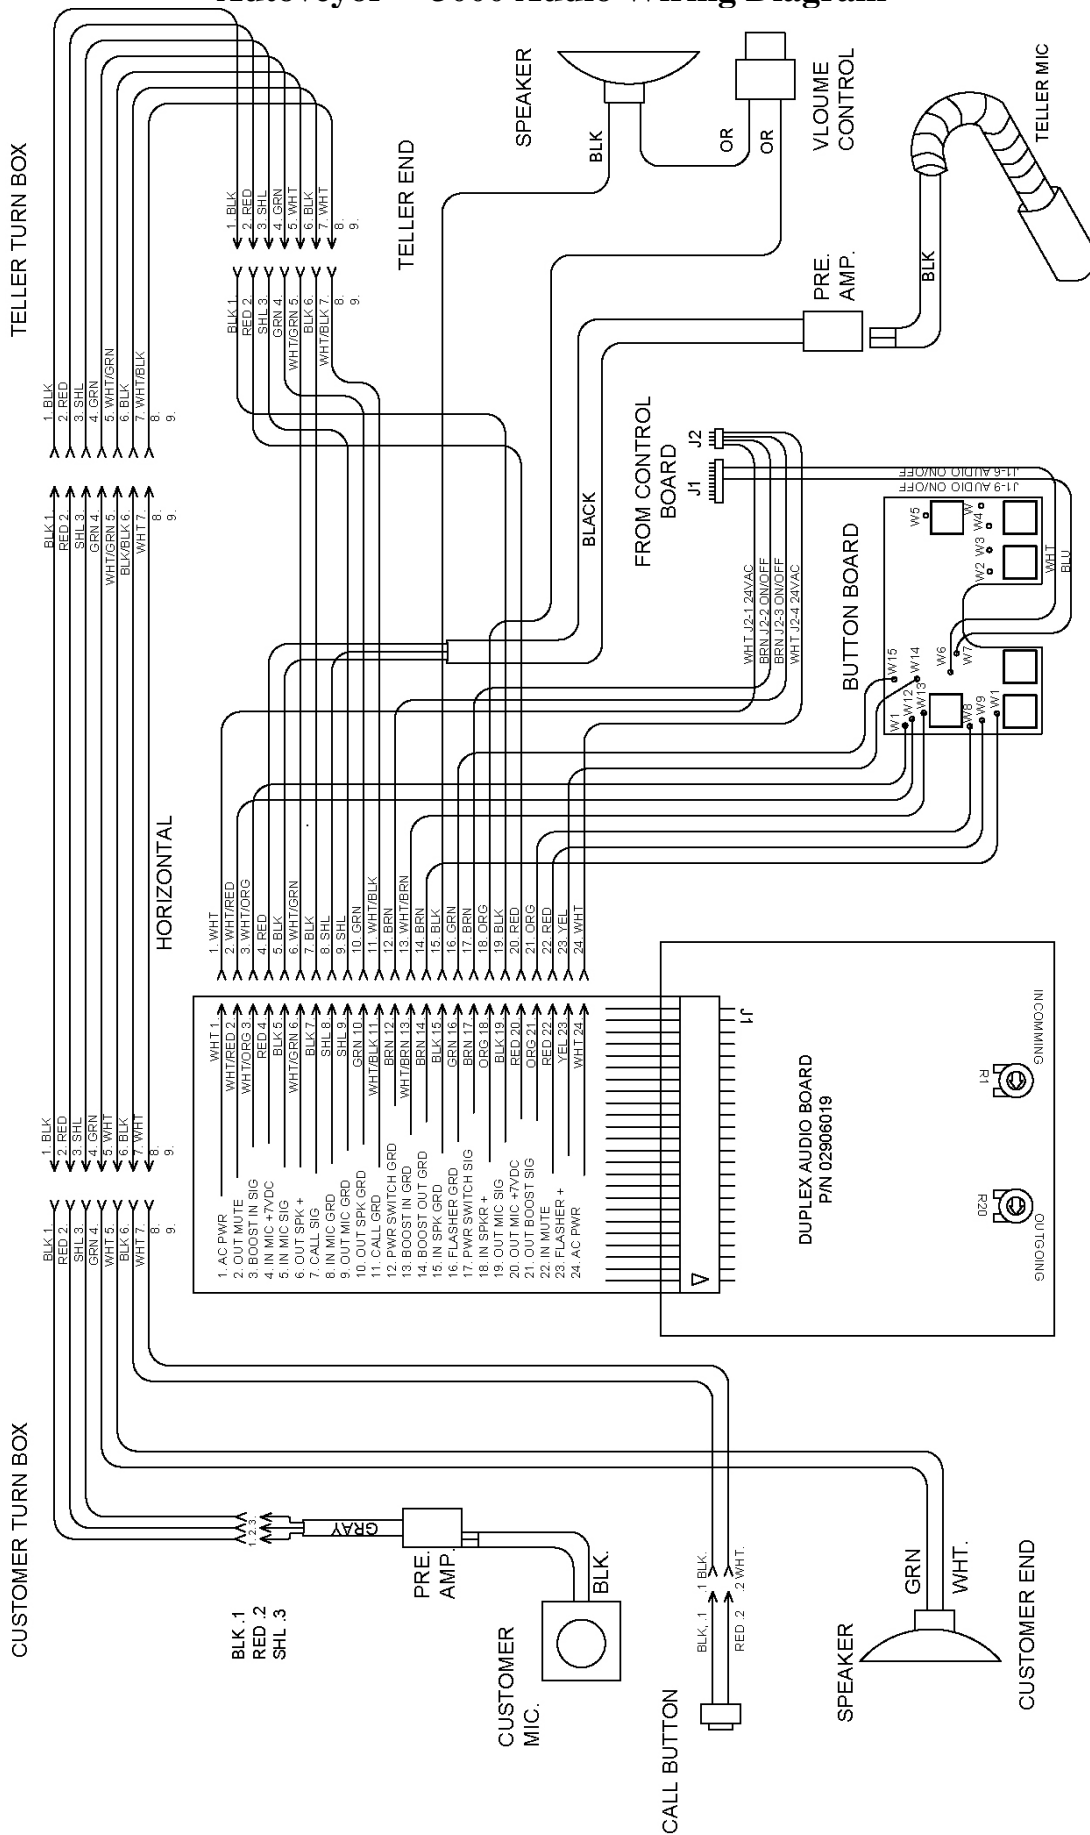 Audio Wiring Diagram
CUSTOMER TURN BOX
TELLER TURN BOX
BLK 1.
RED 2.
SHL 3.
GRN 4.
WHT 5.
BLK 6.
WHT 7.
8.
9.
1. BLK
2. RED
3. SHL
4. GRN
5. WHT
6. BLK
7. WHT
8.
9.
HORIZONTAL
BLK 1.
RED 2.
SHL 3.
GRN 4.
WHT/GRN 5.
BLK/BLK 6.
WHT 7.
8.
9.
1. BLK
2. RED
3. SHL
4. GRN
5. WHT/GRN
6. BLK
7. WHT/BLK
8.
9.
BLK 1.
RED 2.
SHL 3.
GRN 4.
WHT/GRN 5.
BLK 6.
WHT/BLK 7.
8.
9.
1. BLK
2. RED
3. SHL
4. GRN
5. WHT
6. BLK
7. WHT
8.
9.
TELLER END
BLK .1
RED .2
SHL .3
1. 2. 3.
GRAY
PRE.
AMP.
BLK.
CUSTOMER
MIC.
CALL BUTTON
BLK, .1
RED .2
.1 BLK.
.2 WHT.
SPEAKER
GRN
WHT.
CUSTOMER END
1. AC PWR
2. OUT MUTE
3. BOOST IN SIG
4. IN MIC +7VDC
5. IN MIC SIG
6. OUT SPK +
7. CALL SIG
8. IN MIC GRD
9. OUT MIC GRD
10. OUT SPK GRD
11. CALL GRD
12. PWR SWITCH GRD
13. BOOST IN GRD
14. BOOST OUT GRD
15. IN SPK GRD
16. FLASHER GRD
17. PWR SWITCH SIG
18. IN SPKR +
19. OUT MIC SIG
20. OUT MIC +7VDC
21. OUT BOOST SIG
22. IN MUTE
23. FLASHER +
24. AC PWR
WHT 1.
WHT/RED 2
WHT/ORG 3.
RED 4.
BLK 5.
WHT/GRN 6.
BLK 7
SHL 8.
SHL 9.
GRN 10.
WHT/BLK 11.
BRN 12.
WHT/BRN 13.
BRN 14.
BLK 15.
GRN 16.
BRN 17.
ORG 18.
BLK 19.
RED 20.
ORG 21
RED 22.
YEL 23.
WHT 24.
1. WHT
2. WHT/RED
3. WHT/ORG
4. RED
5. BLK
6. WHT/GRN
7. BLK
8. SHL
9. SHL
10. GRN
11. WHT/BLK
12. BRN
13. WHT/BRN
14. BRN
15. BLK
16. GRN
17. BRN
18. ORG
19. BLK
20. RED
21. ORG
22. RED
23. YEL
24. WHT
J1
DUPLEX AUDIO BOARD
P/N 02906019
R20
R1
OUTGOING
INCOMMING
BLACK
FROM CONTROL
BOARD
J1
J2
WHT J2-1 24VAC
BRN J2-2 ON/OFF
BRN J2-3 ON/OFF
WHT J2-4 24VAC
BUTTON BOARD
W15
W14
W1
W12
W13
W6
W7
W8
W9
W1
W2
W3
W4
W
W5
J1-6 AUDIO ON/OFF
J1-9 AUDIO ON/OFF
WHT
BLU
SPEAKER
BLK
OR
OR
VLOUME
CONTROL
PRE.
AMP.
BLK
TELLER MIC